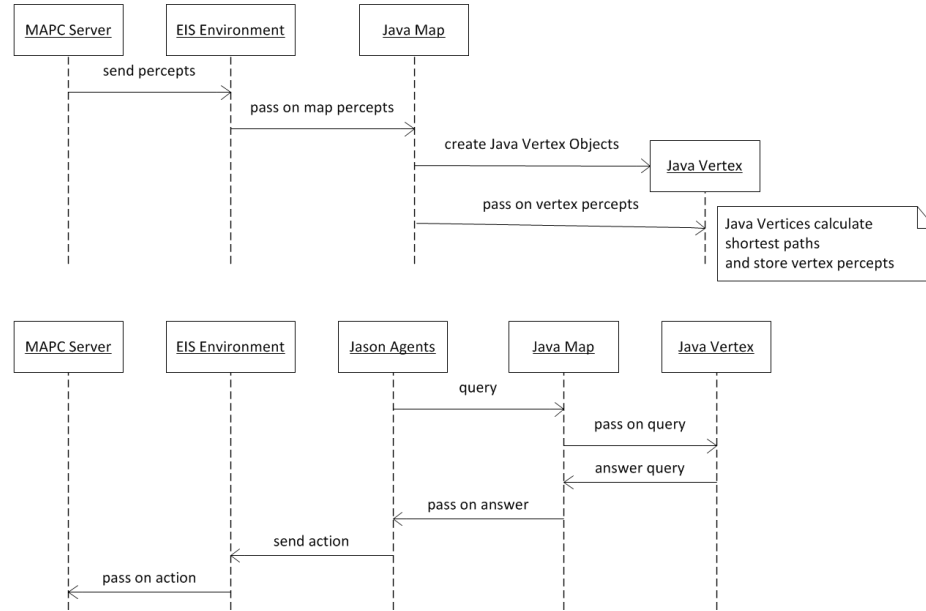 MAPC Server
EIS Environment
Java Map
send percepts
pass on map percepts
create Java Vertex Objects
Java Vertex
pass on vertex percepts
Java Vertices calculate
shortest paths
and store vertex percepts
MAPC Server
EIS Environment
Jason Agents
Java Map
Java Vertex
query
pass on query
answer query
pass on answer
send action
pass on action